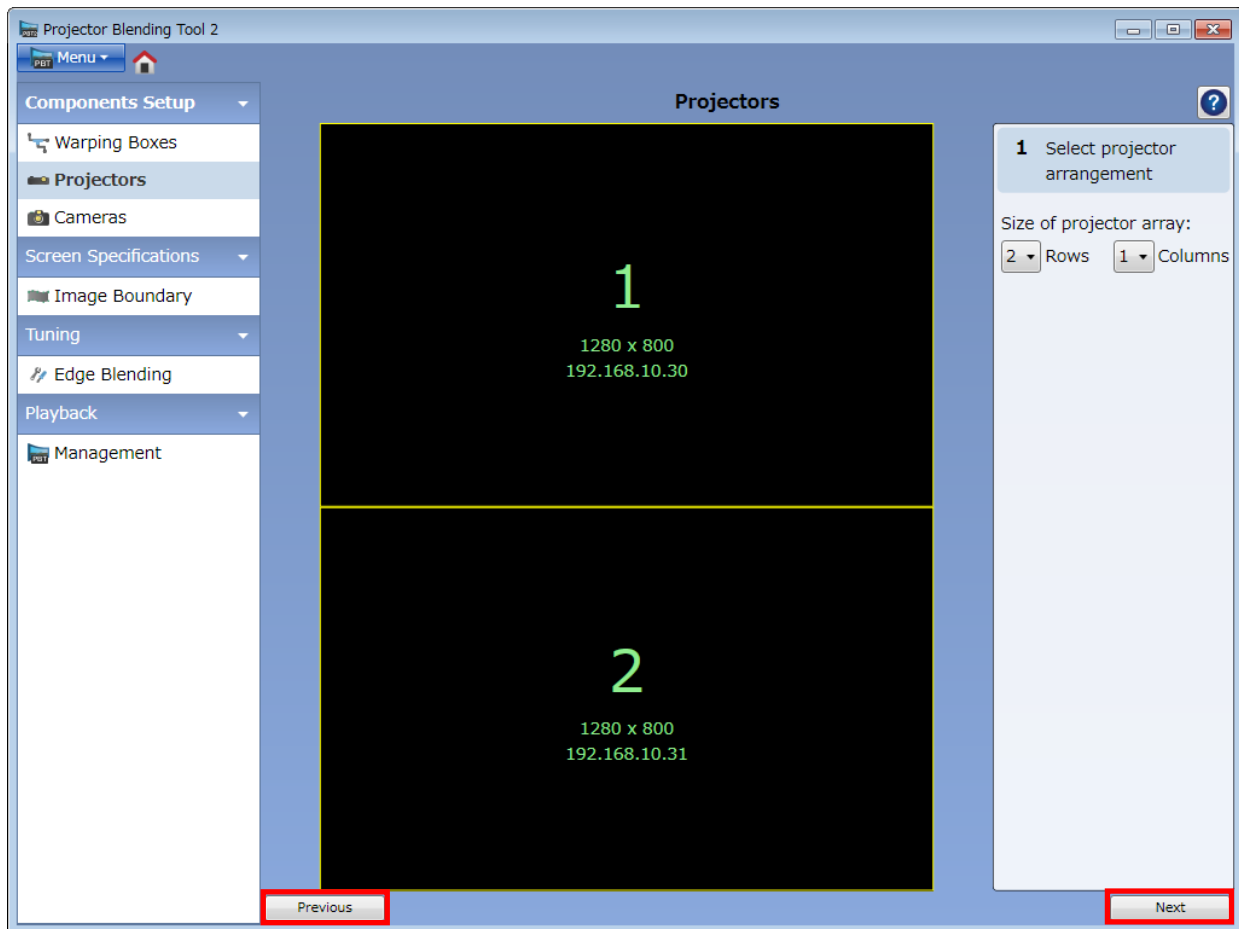 Projector Blending Tool 2
Menu
Components Setup
Warping Boxes
Projectors
Cameras
Screen Specifications
Image Boundary
Tuning
Edge Blending
Playback
Management
Projectors
1
1280 x 800
192.168.10.30
2
1280 x 800
192.168.10.31
?
1 Select projector
arrangement
Size of projector array:
2 Rows 1 Columns
Previous
Next